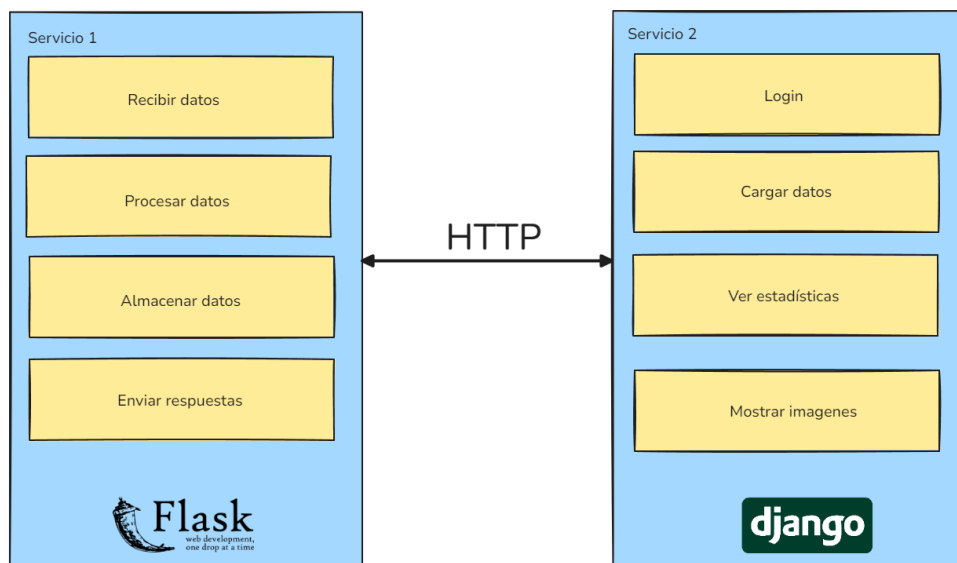 Servicio 1
Recibir datos
Procesar datos
Almacenar datos
Enviar respuestas
Flask
web development,
one drop at a time
HTTP
Servicio 2
Login
Cargar datos
Ver estadísticas
Mostrar imagenes
django